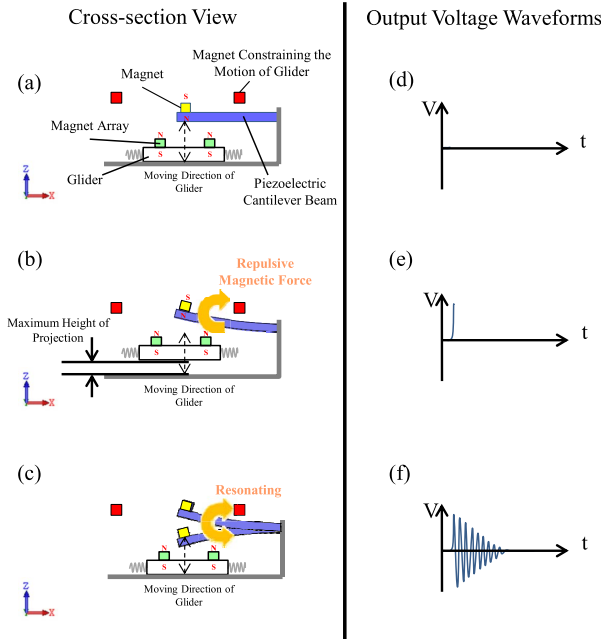 Cross-section View
Output Voltage Waveforms
(a)
Magnet
Magnet Constraining the
Motion of Glider
S
N
Magnet Array
N
N
S
S
Glider
Moving Direction of
Glider
Piezoelectric
Cantilever Beam
Z
X
(d)
V
t
(b)
Repulsive
Magnetic Force
S
N
Maximum Height of
Projection
N
N
S
S
Moving Direction of
Glider
Z
X
(e)
V
t
(c)
Resonating
N
N
S
S
Moving Direction of
Glider
Z
X
(f)
V
t